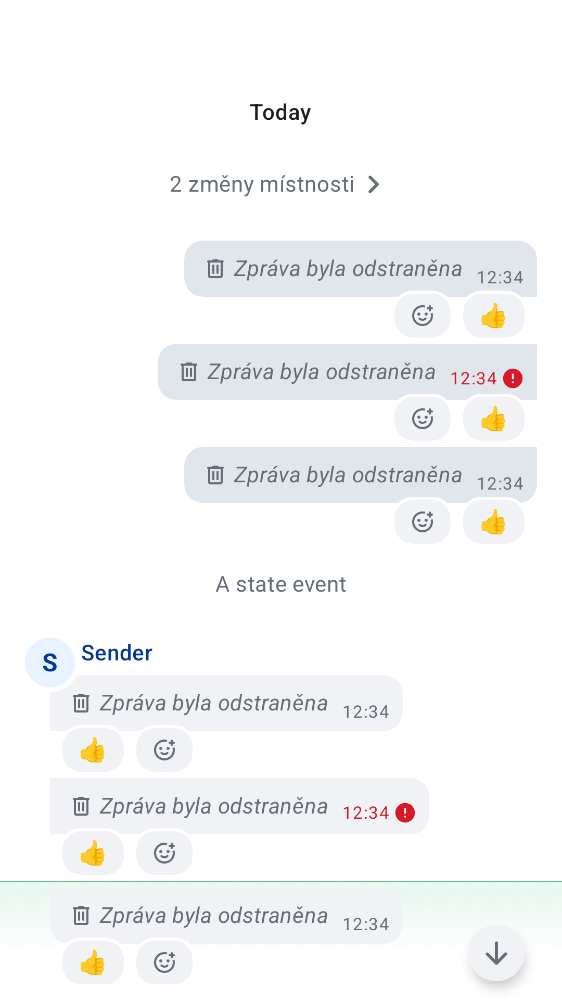 Today
2 změny místnosti
Zpráva byla odstraněna 12:34
Zpráva byla odstraněna 12:34
Zpráva byla odstraněna 12:34
A state event
S Sender
Zpráva byla odstraněna 12:34
Zpráva byla odstraněna 12:34
Zpráva byla odstraněna 12:34